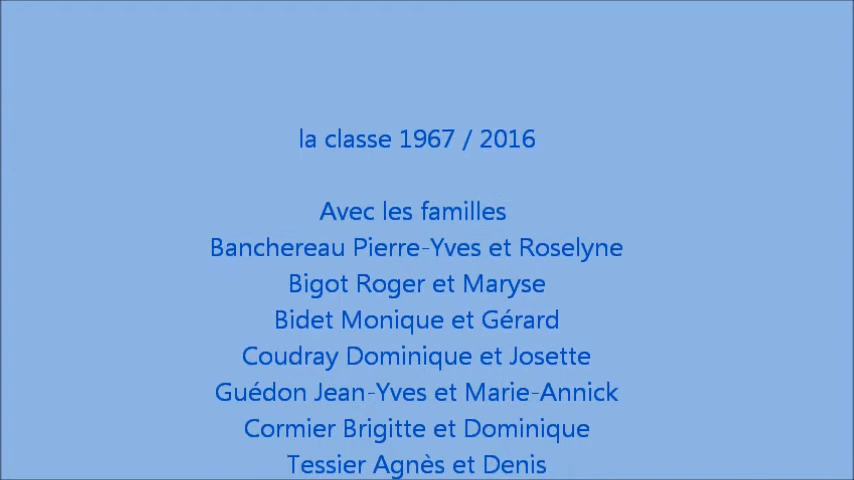 la classe 1967 / 2016
Avec les familles
Banchereau Pierre-Yves et Roselyne
Bigot Roger et Maryse
Bidet Monique et Gérard
Coudray Dominique et Josette
Guédon Jean-Yves et Marie-Annick
Cormier Brigitte et Dominique
Tessier Agnès et Denis